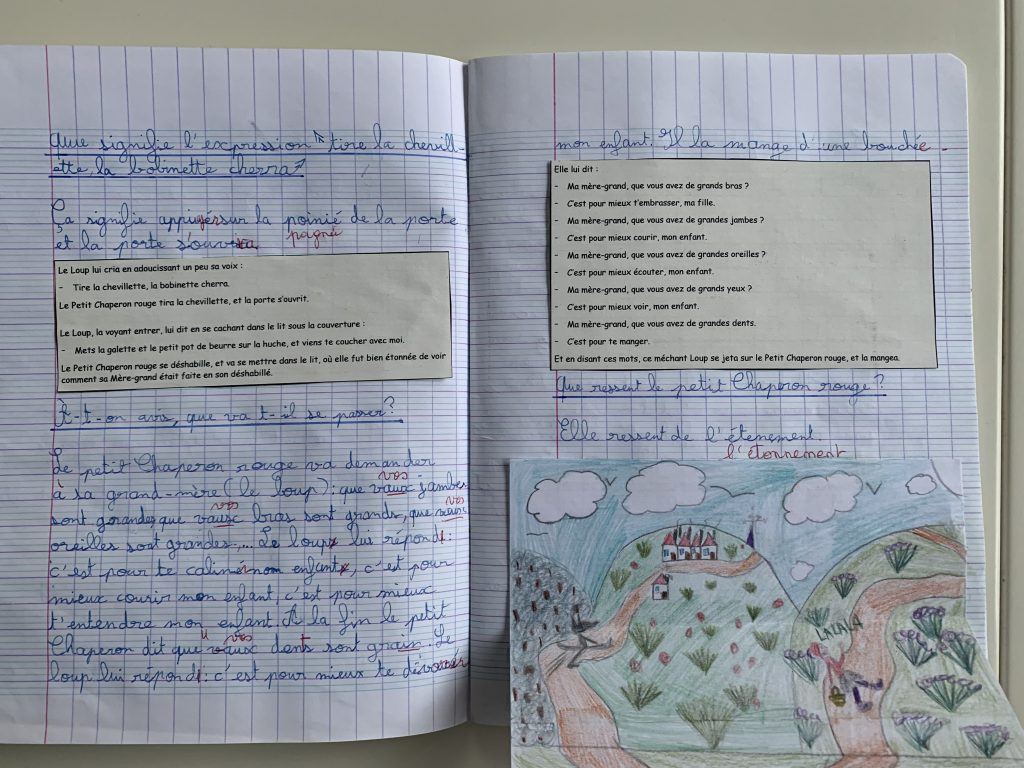 Que signifie l'expression "tire la chevill-
ette, la bobinette cherra"
Ça signifie appuyér sur la poinié de la porte
et la porte s'ouvrira. pagné
Le Loup lui cria en adoucissant un peu sa voix :
- Tire la chevillette, la bobinette cherra.
Le Petit Chaperon rouge tira la chevillette, et la porte s'ouvrit.
Le Loup, la voyant entrer, lui dit en se cachant dans le lit sous la couverture :
- Mets la galette et le petit pot de beurre sur la huche, et viens te coucher avec moi.
Le Petit Chaperon rouge se déshabille, et va se mettre dans le lit, où elle fut bien étonnée de voir
comment sa Mère-grand était faite en son déshabillé.
À-t-on avis, que va t-il se passer?
Le petit Chaperon rouge va demander
à sa grand-mère (le loup) : que vaux vos jambes
sont grandes, que vaux vos bras sont grands, que vos
oreilles sont grandes,... Le loup lui répond :
c'est pour te caliner mon enfant, c'est pour
mieux courir mon enfant, c'est pour mieux
t'entendre mon enfant. A la fin le petit
Chaperon dit que vaux vos dents sont grain. Le
loup lui répond : c'est pour mieux te dévorer
mon enfant. Il la mange d'une bouchée.
Elle lui dit :
- Ma mère-grand, que vous avez de grands bras ?
- C'est pour mieux t'embrasser, ma fille.
- Ma mère-grand, que vous avez de grandes jambes ?
- C'est pour mieux courir, mon enfant.
- Ma mère-grand, que vous avez de grandes oreilles ?
- C'est pour mieux écouter, mon enfant.
- Ma mère-grand, que vous avez de grands yeux ?
- C'est pour mieux voir, mon enfant.
- Ma mère-grand, que vous avez de grandes dents.
- C'est pour te manger.
Et en disant ces mots, ce méchant Loup se jeta sur le Petit Chaperon rouge, et la mangea.
Que ressent le petit Chaperon rouge ?
Elle ressent de l'étenement.
l'étonnement
LALALA